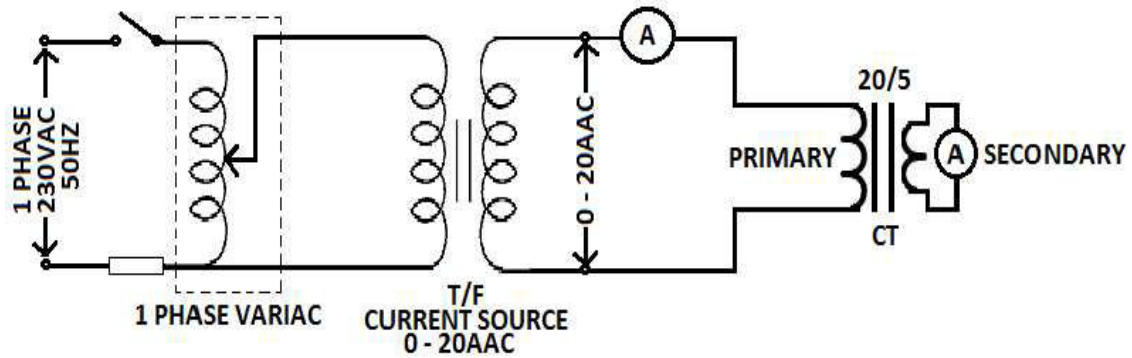 1 PHASE
230VAC
50HZ
1 PHASE VARIAC
T/F
CURRENT SOURCE
0 - 20AAC
0 - 20AAC
A
PRIMARY
20/5
CT
A
SECONDARY